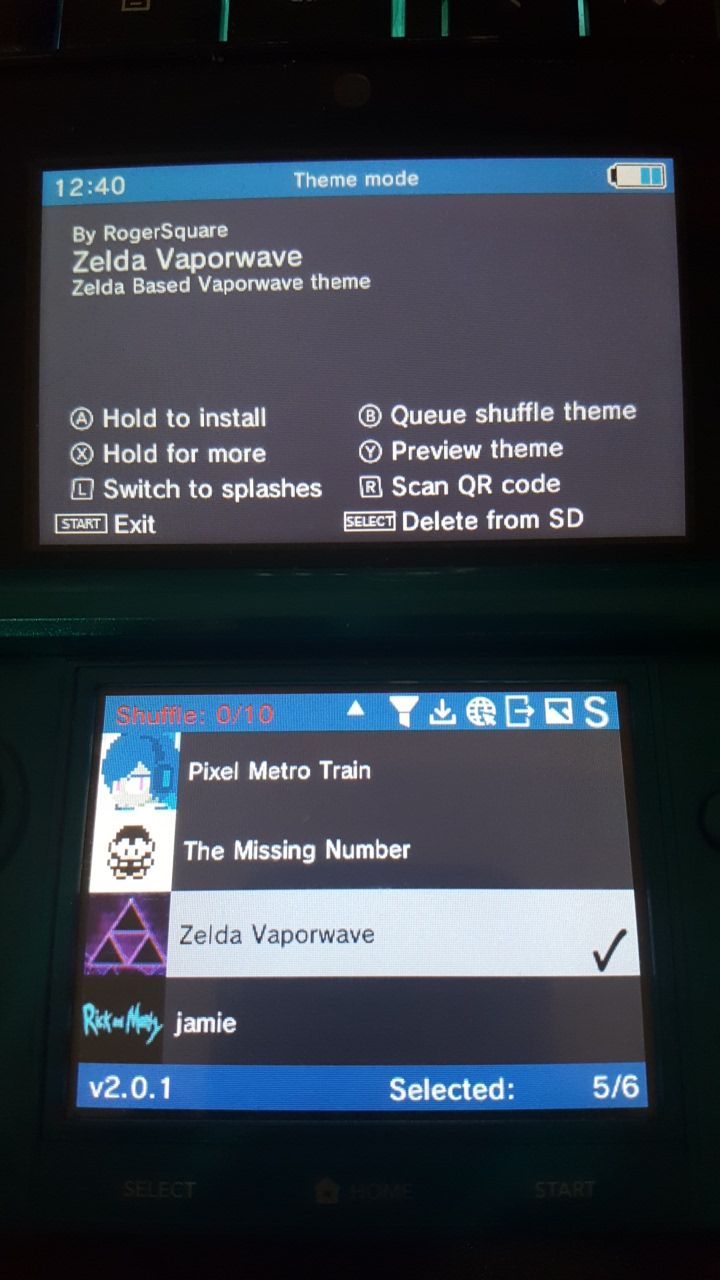 12:40 Theme mode
By RogerSquare
Zelda Vaporwave
Zelda Based Vaporwave theme
Ⓐ Hold to install Ⓑ Queue shuffle theme
Ⓧ Hold for more Ⓨ Preview theme
L Switch to splashes R Scan QR code
START Exit SELECT Delete from SD
Shuffle: 0/10 S
Pixel Metro Train
The Missing Number
Zelda Vaporwave
Rick and Morty jamie
v2.0.1 Selected: 5/6
SELECT HOME START